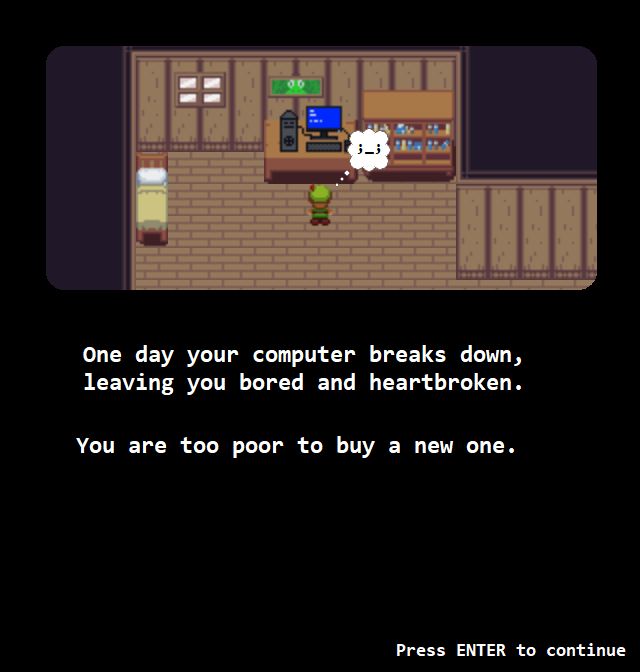 ;_;
One day your computer breaks down,
leaving you bored and heartbroken.
You are too poor to buy a new one.
Press ENTER to continue